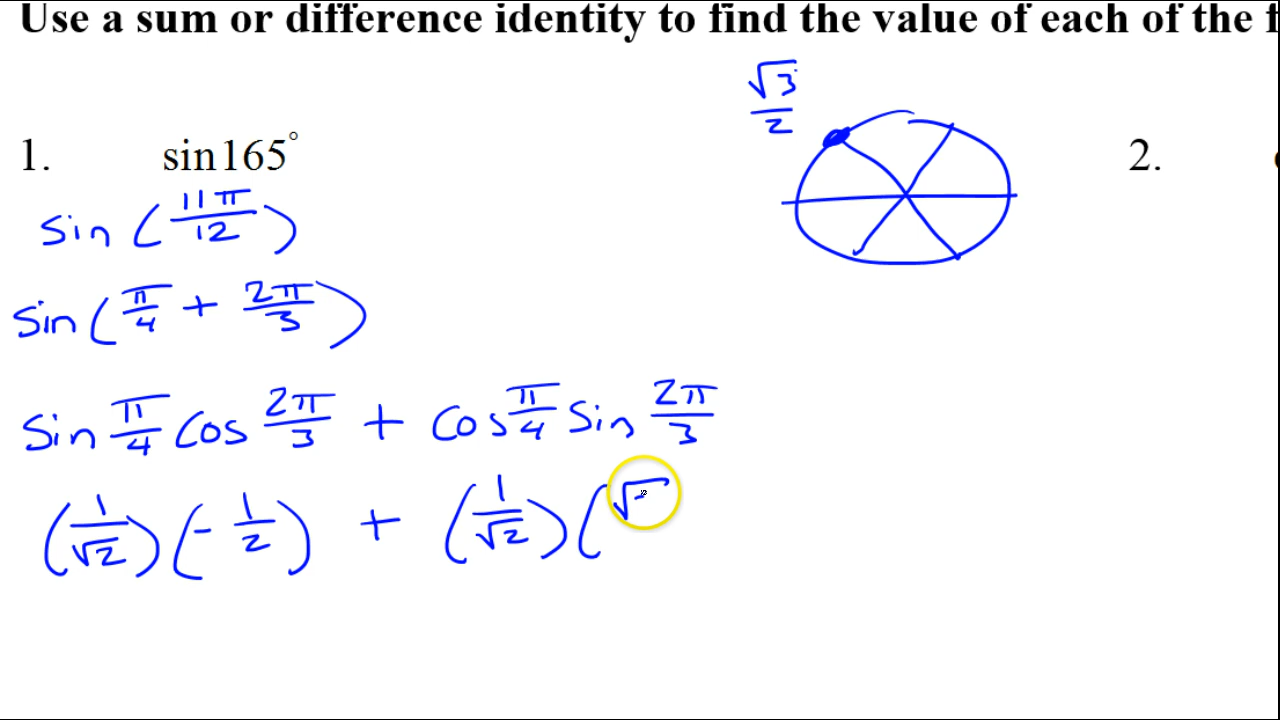 Use a sum or difference identity to find the value of each of the f
√3/2
1. sin165°
2.
sin(11π/12)
sin(π/4 + 2π/3)
sin π/4 cos 2π/3 + cos π/4 sin 2π/3
(1/√2)(-1/2) + (1/√2)(√